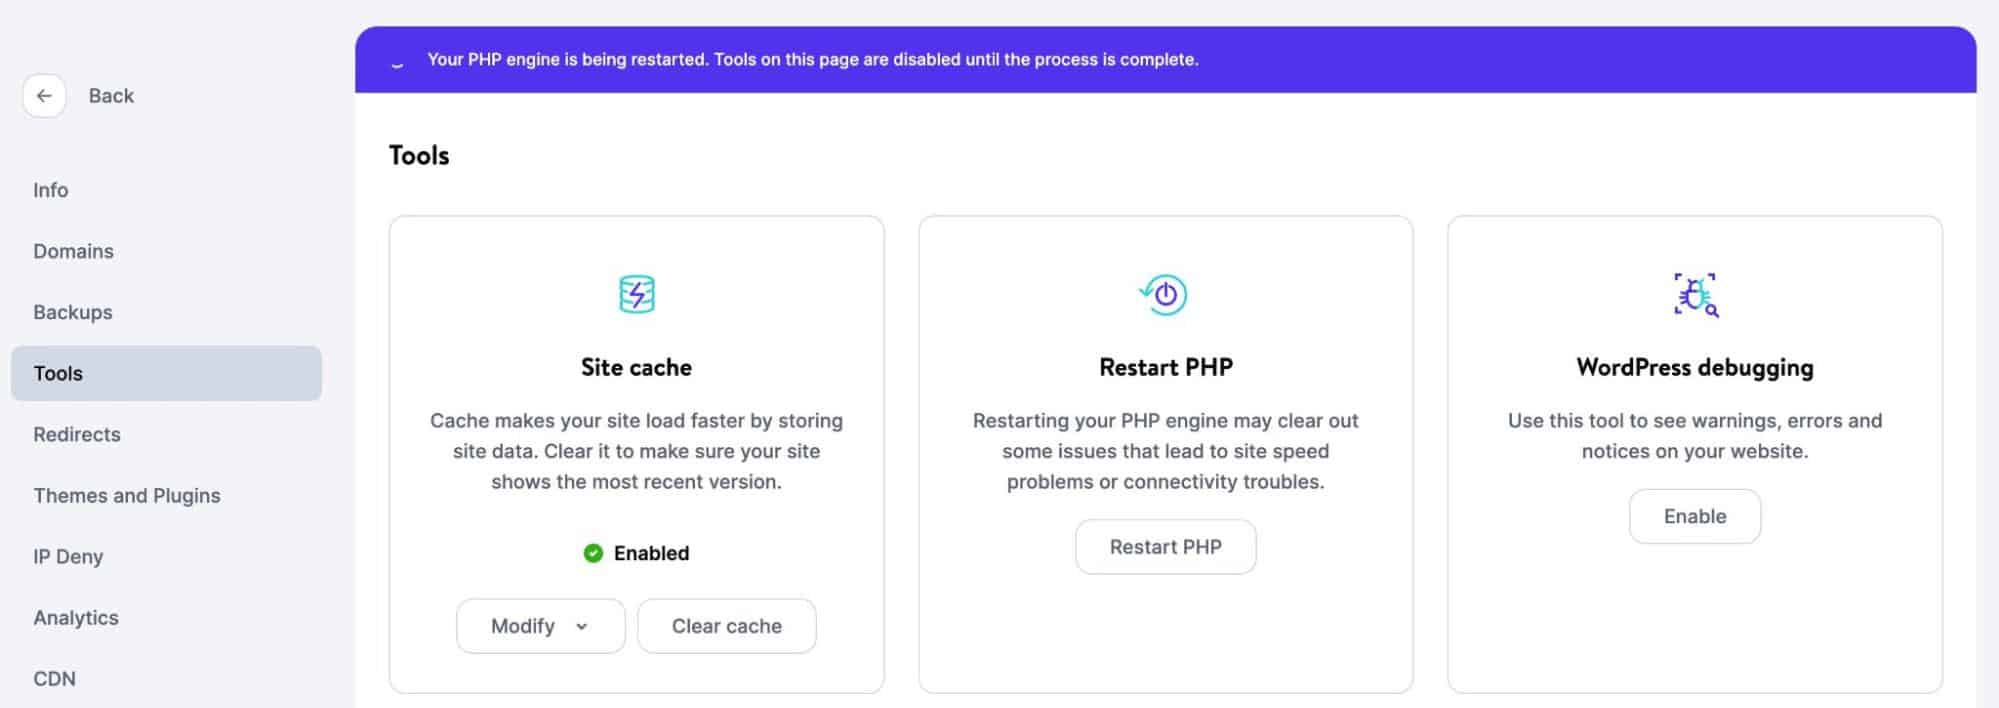 Your PHP engine is being restarted. Tools on this page are disabled until the process is complete.
Back
Info
Domains
Backups
Tools
Redirects
Themes and Plugins
IP Deny
Analytics
CDN
Tools
Site cache
Cache makes your site load faster by storing
site data. Clear it to make sure your site
shows the most recent version.
Enabled
Modify
Clear cache
Restart PHP
Restarting your PHP engine may clear out
some issues that lead to site speed
problems or connectivity troubles.
Restart PHP
WordPress debugging
Use this tool to see warnings, errors and
notices on your website.
Enable